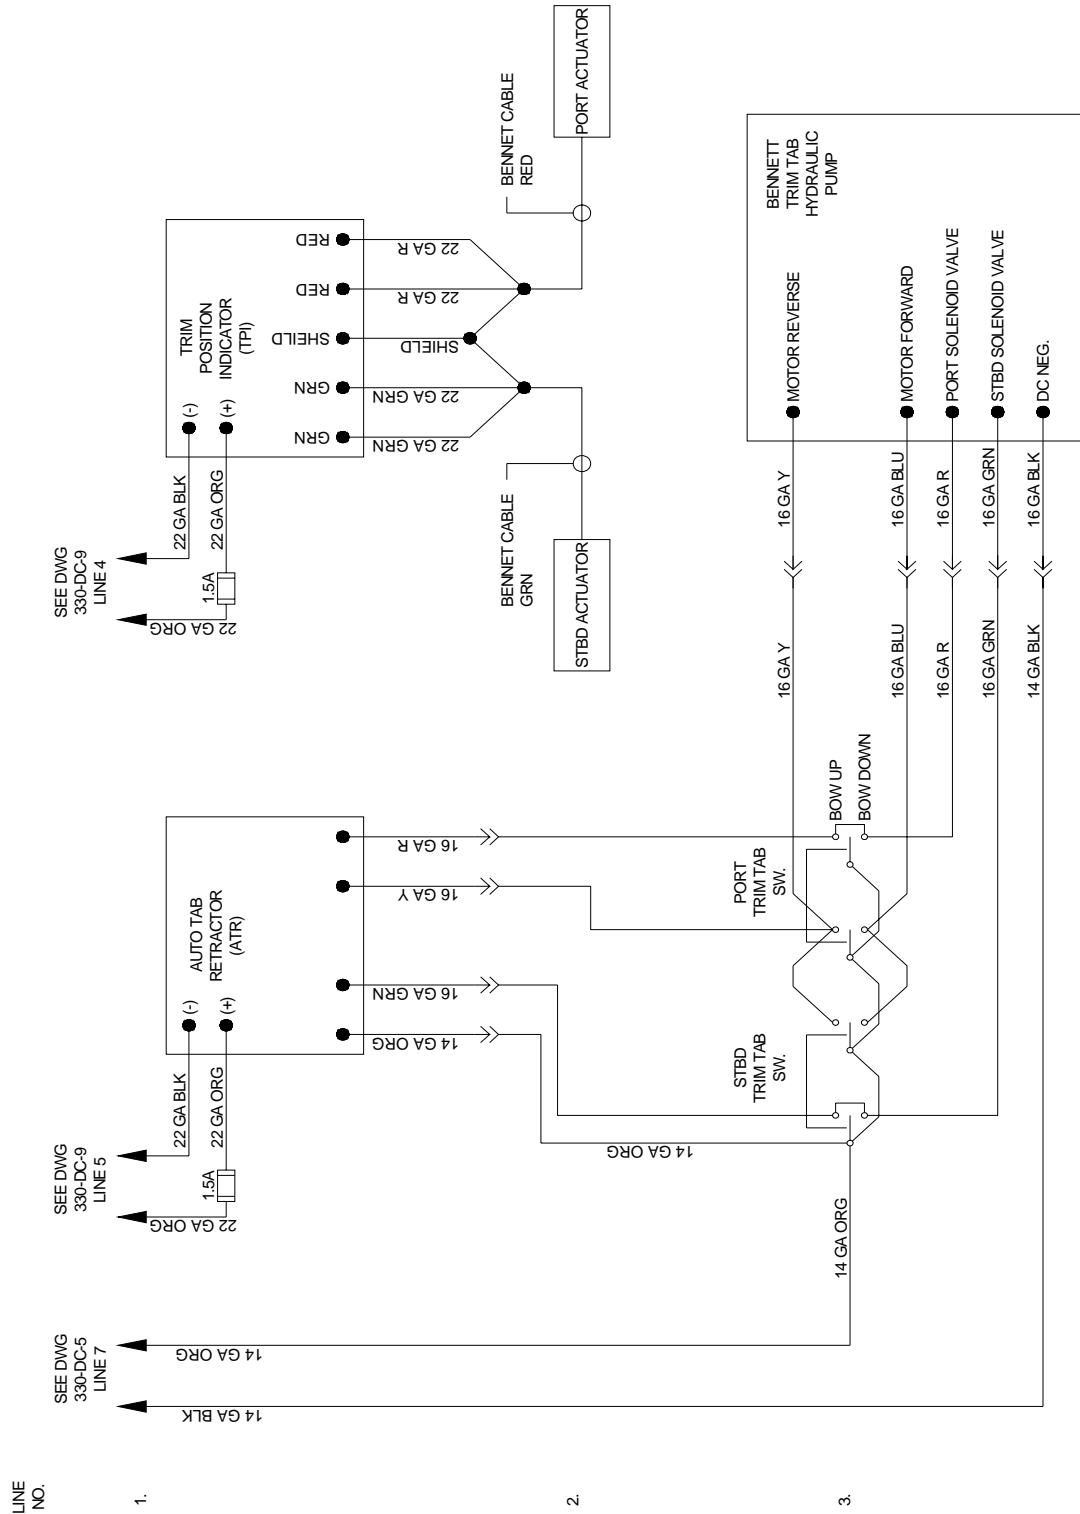 LINE
NO.
1.
2.
3.
SEE DWG
330-DC-5
LINE 7
14 GA BLK
14 GA ORG
14 GA ORG
SEE DWG
330-DC-9
LINE 5
22 GA ORG
1.5A
22 GA BLK
22 GA ORG
(-)
(+)
AUTO TAB
RETRACTOR
(ATR)
14 GA ORG
16 GA GRN
16 GA Y
16 GA R
14 GA ORG
STBD
TRIM TAB
SW.
PORT
TRIM TAB
SW.
BOW UP
BOW DOWN
SEE DWG
330-DC-9
LINE 4
22 GA ORG
1.5A
22 GA BLK
22 GA ORG
(-)
(+)
TRIM
POSITION
INDICATOR
(TPI)
GRN
GRN
SHEILD
RED
RED
22 GA GRN
22 GA GRN
SHIELD
22 GA R
22 GA R
BENNET CABLE
GRN
STBD ACTUATOR
BENNET CABLE
RED
PORT ACTUATOR
16 GA Y
16 GA BLU
16 GA R
16 GA GRN
14 GA BLK
16 GA Y
16 GA BLU
16 GA R
16 GA GRN
16 GA BLK
MOTOR REVERSE
MOTOR FORWARD
PORT SOLENOID VALVE
STBD SOLENOID VALVE
DC NEG.
BENNETT
TRIM TAB
HYDRAULIC
PUMP